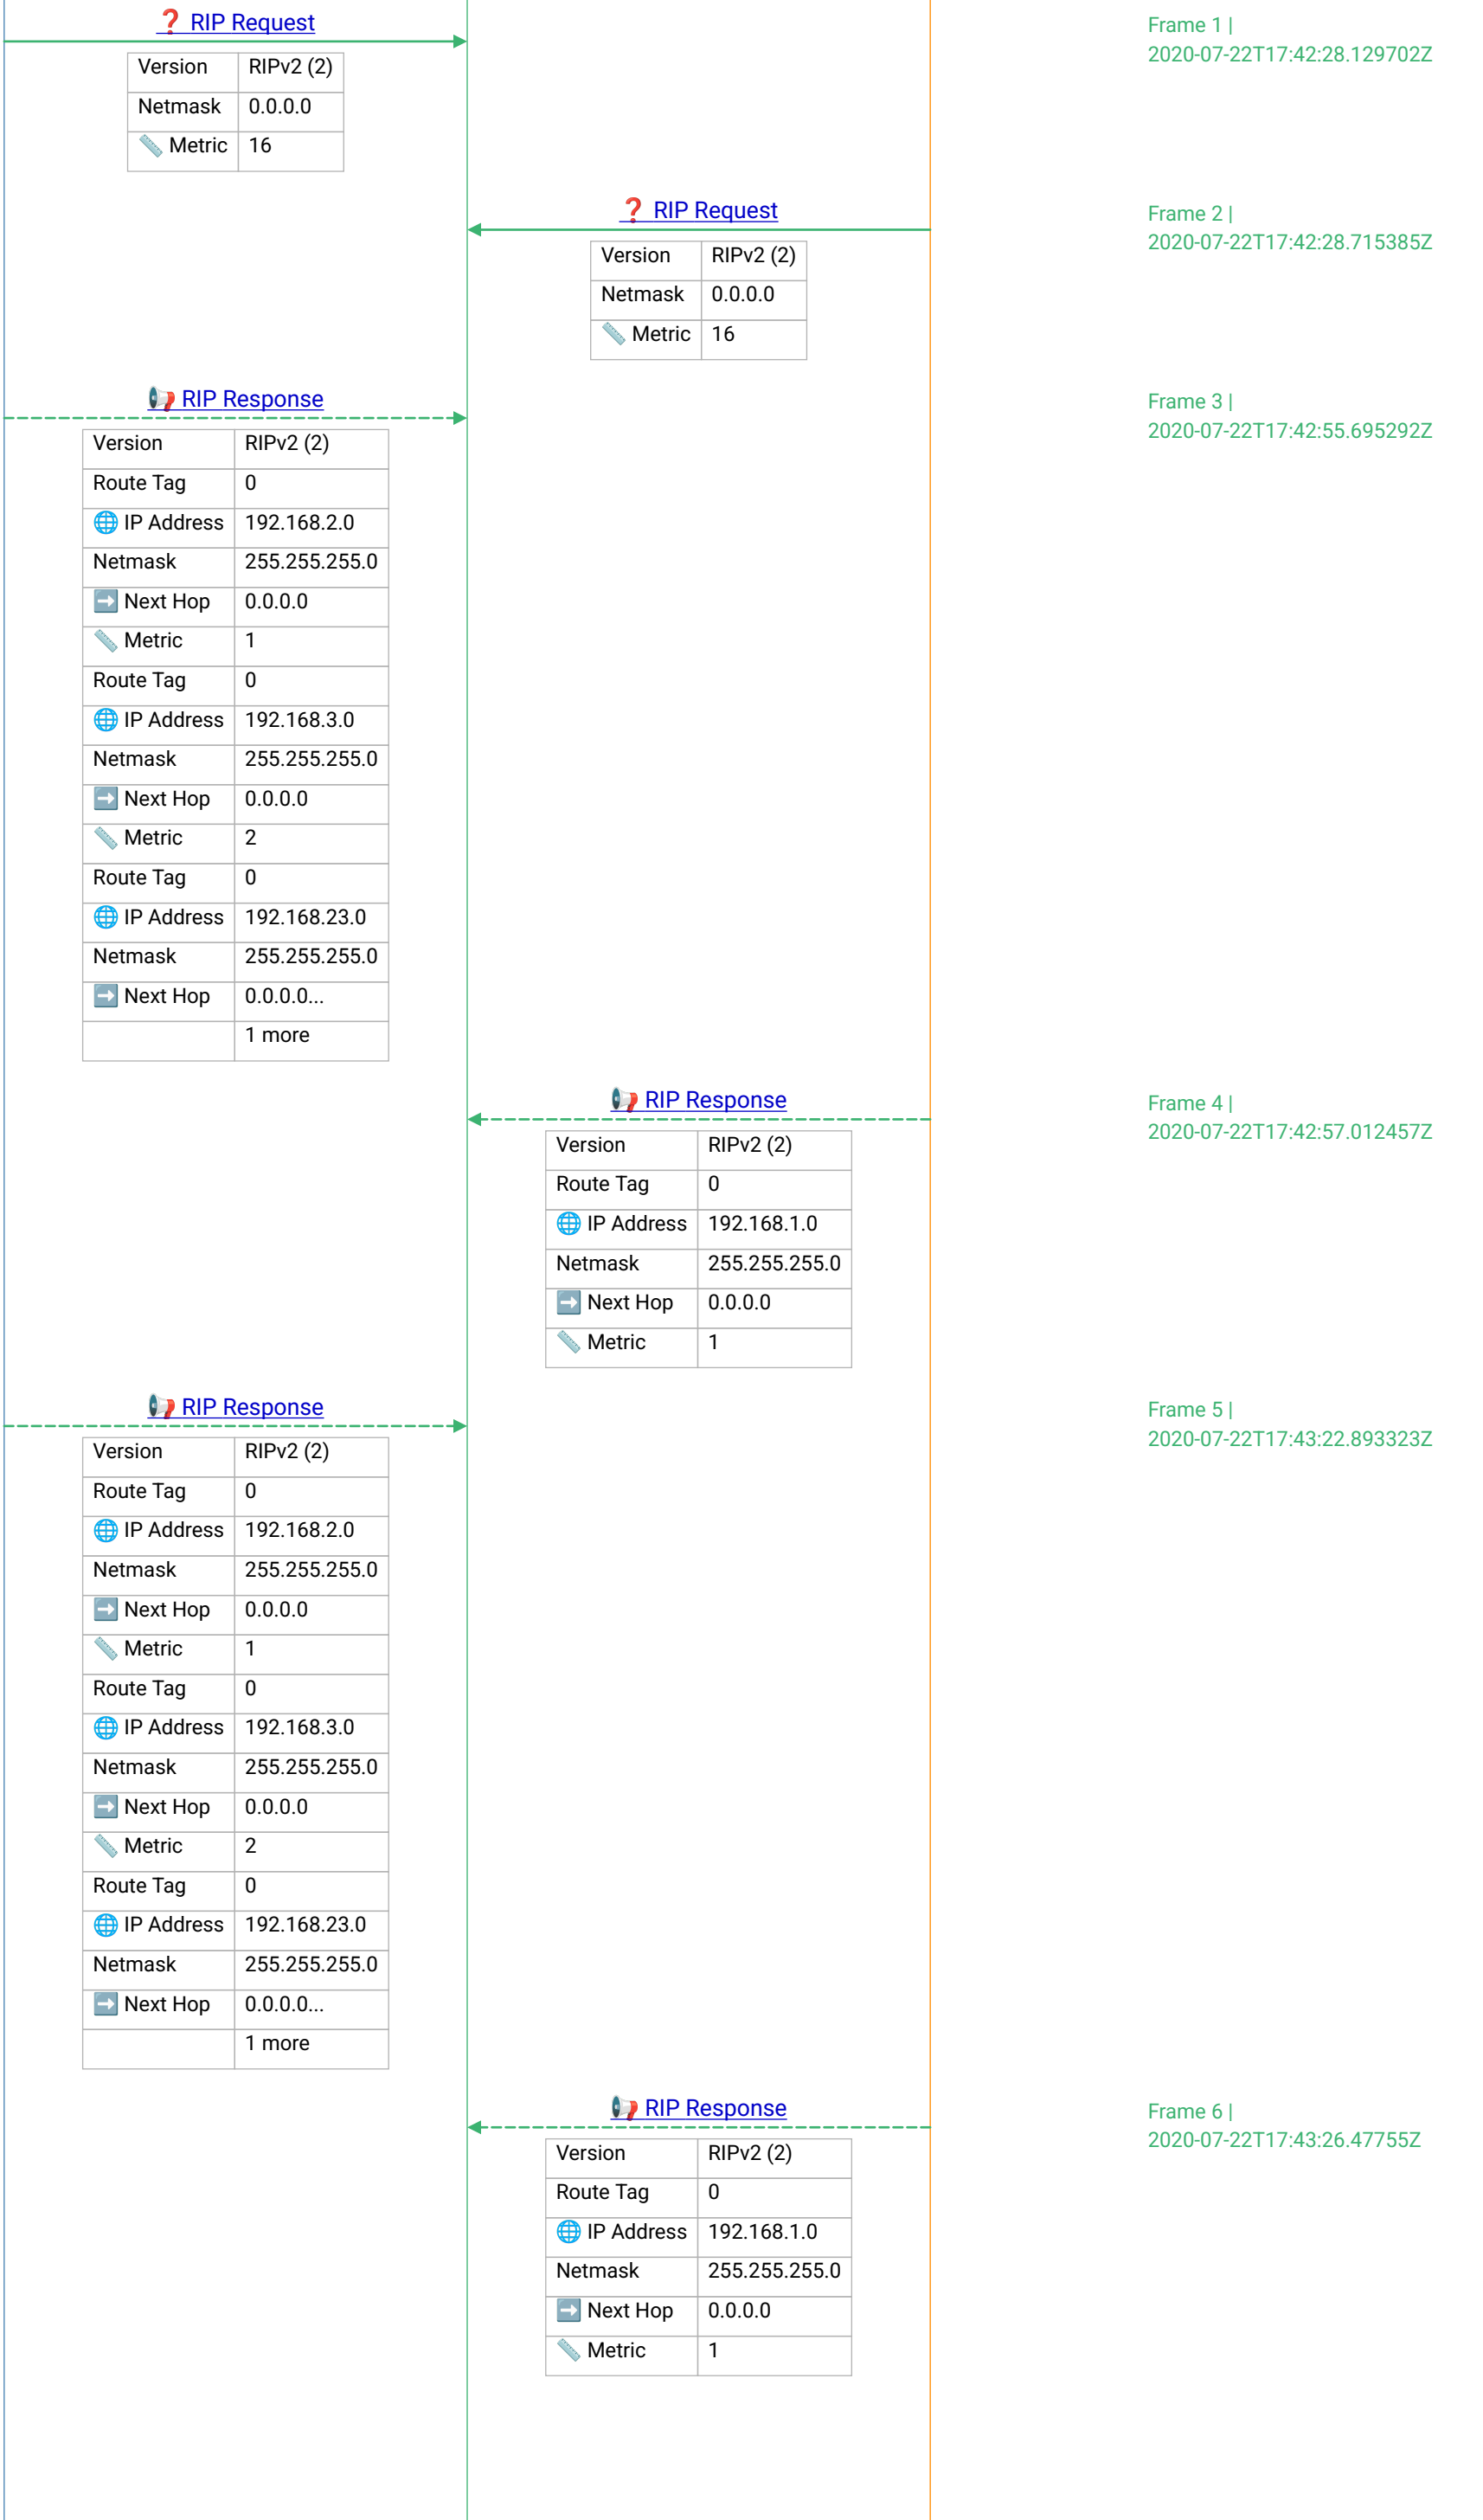 ❓ RIP Request
Frame 1 |
2020-07-22T17:42:28.129702Z
Version RIPv2 (2)
Netmask 0.0.0.0
📏 Metric 16
❓ RIP Request
Frame 2 |
2020-07-22T17:42:28.715385Z
Version RIPv2 (2)
Netmask 0.0.0.0
📏 Metric 16
📢 RIP Response
Frame 3 |
2020-07-22T17:42:55.695292Z
Version RIPv2 (2)
Route Tag 0
🌐 IP Address 192.168.2.0
Netmask 255.255.255.0
➡️ Next Hop 0.0.0.0
📏 Metric 1
Route Tag 0
🌐 IP Address 192.168.3.0
Netmask 255.255.255.0
➡️ Next Hop 0.0.0.0
📏 Metric 2
Route Tag 0
🌐 IP Address 192.168.23.0
Netmask 255.255.255.0
➡️ Next Hop 0.0.0.0...
1 more
📢 RIP Response
Frame 4 |
2020-07-22T17:42:57.012457Z
Version RIPv2 (2)
Route Tag 0
🌐 IP Address 192.168.1.0
Netmask 255.255.255.0
➡️ Next Hop 0.0.0.0
📏 Metric 1
📢 RIP Response
Frame 5 |
2020-07-22T17:43:22.893323Z
Version RIPv2 (2)
Route Tag 0
🌐 IP Address 192.168.2.0
Netmask 255.255.255.0
➡️ Next Hop 0.0.0.0
📏 Metric 1
Route Tag 0
🌐 IP Address 192.168.3.0
Netmask 255.255.255.0
➡️ Next Hop 0.0.0.0
📏 Metric 2
Route Tag 0
🌐 IP Address 192.168.23.0
Netmask 255.255.255.0
➡️ Next Hop 0.0.0.0...
1 more
📢 RIP Response
Frame 6 |
2020-07-22T17:43:26.47755Z
Version RIPv2 (2)
Route Tag 0
🌐 IP Address 192.168.1.0
Netmask 255.255.255.0
➡️ Next Hop 0.0.0.0
📏 Metric 1